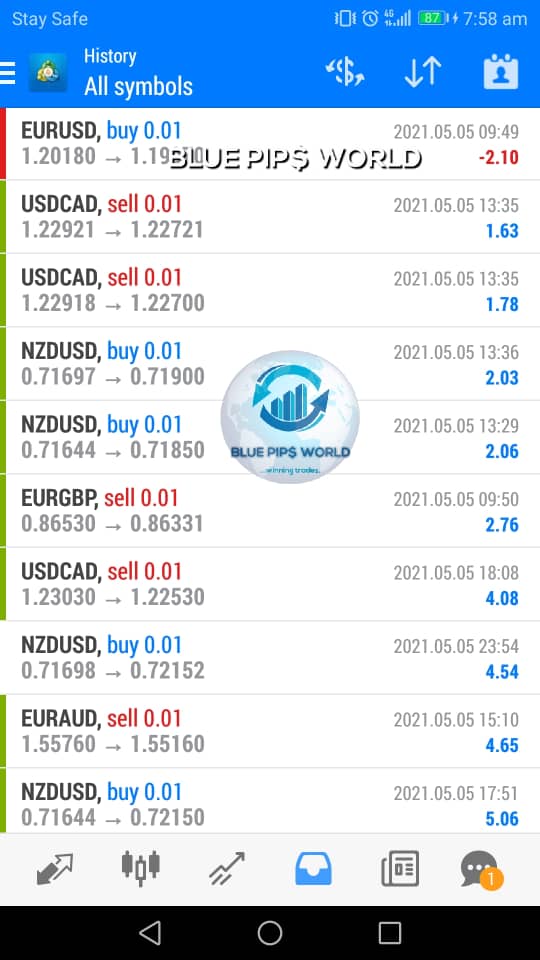 Stay Safe
4G
87
7:58 am
History
All symbols
EURUSD, buy 0.01
2021.05.05 09:49
1.20180 → 
-2.10
BLUE PIP$ WORLD
USDCAD, sell 0.01
2021.05.05 13:35
1.22921 → 1.22721
1.63
USDCAD, sell 0.01
2021.05.05 13:35
1.22918 → 1.22700
1.78
NZDUSD, buy 0.01
2021.05.05 13:36
0.71697 → 0.71900
2.03
NZDUSD, buy 0.01
2021.05.05 13:29
0.71644 → 0.71850
2.06
BLUE PIP$ WORLD
...winning trades.
EURGBP, sell 0.01
2021.05.05 09:50
0.86530 → 0.86331
2.76
USDCAD, sell 0.01
2021.05.05 18:08
1.23030 → 1.22530
4.08
NZDUSD, buy 0.01
2021.05.05 23:54
0.71698 → 0.72152
4.54
EURAUD, sell 0.01
2021.05.05 15:10
1.55760 → 1.55160
4.65
NZDUSD, buy 0.01
2021.05.05 17:51
0.71644 → 0.72150
5.06
1